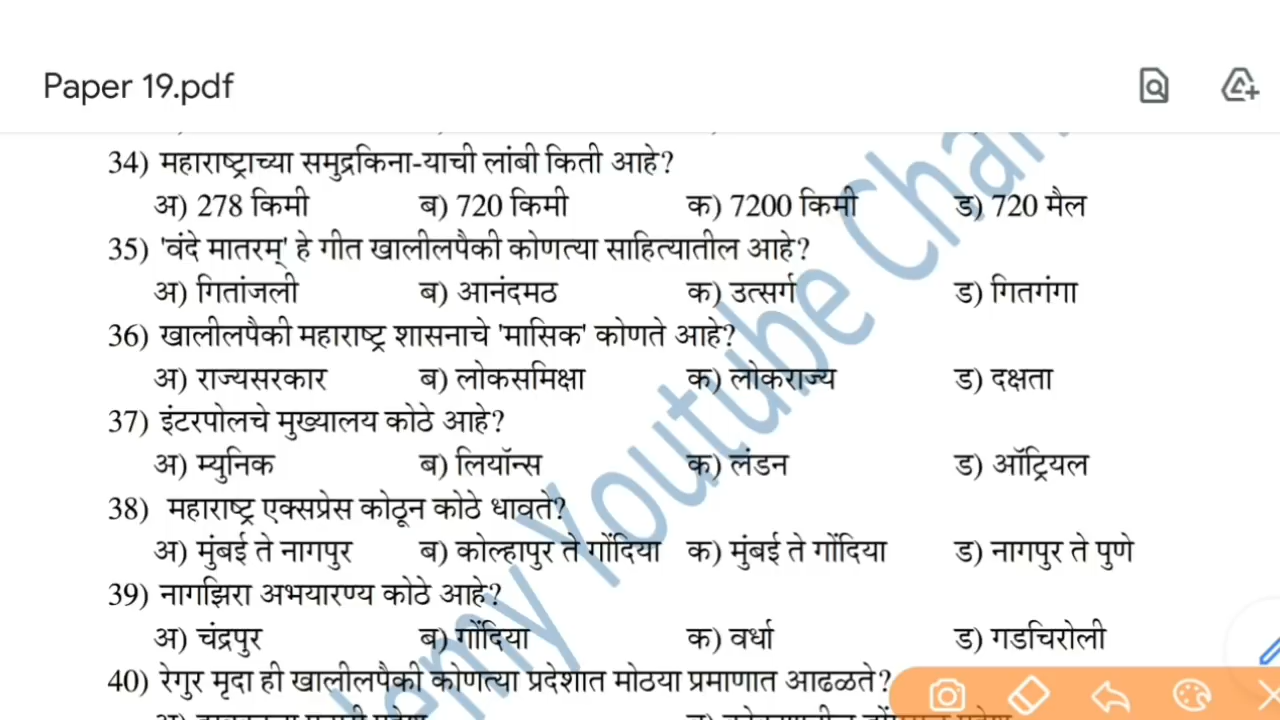 Paper 19.pdf
34) महाराष्ट्राच्या समुद्रकिना-याची लांबी किती आहे?
अ) 278 किमी ब) 720 किमी क) 7200 किमी ड) 720 मैल
35) 'वंदे मातरम्' हे गीत खालीलपैकी कोणत्या साहित्यातील आहे?
अ) गितांजली ब) आनंदमठ क) उत्सर्ग ड) गितगंगा
36) खालीलपैकी महाराष्ट्र शासनाचे 'मासिक' कोणते आहे?
अ) राज्यसरकार ब) लोकसमिक्षा क) लोकराज्य ड) दक्षता
37) इंटरपोलचे मुख्यालय कोठे आहे?
अ) म्युनिक ब) लियॉन्स क) लंडन ड) ऑट्रियल
38) महाराष्ट्र एक्सप्रेस कोठून कोठे धावते?
अ) मुंबई ते नागपुर ब) कोल्हापुर ते गोंदिया क) मुंबई ते गोंदिया ड) नागपुर ते पुणे
39) नागझिरा अभयारण्य कोठे आहे?
अ) चंद्रपुर ब) गोंदिया क) वर्धा ड) गडचिरोली
40) रेगुर मृदा ही खालीलपैकी कोणत्या प्रदेशात मोठया प्रमाणात आढळते?
Youtube